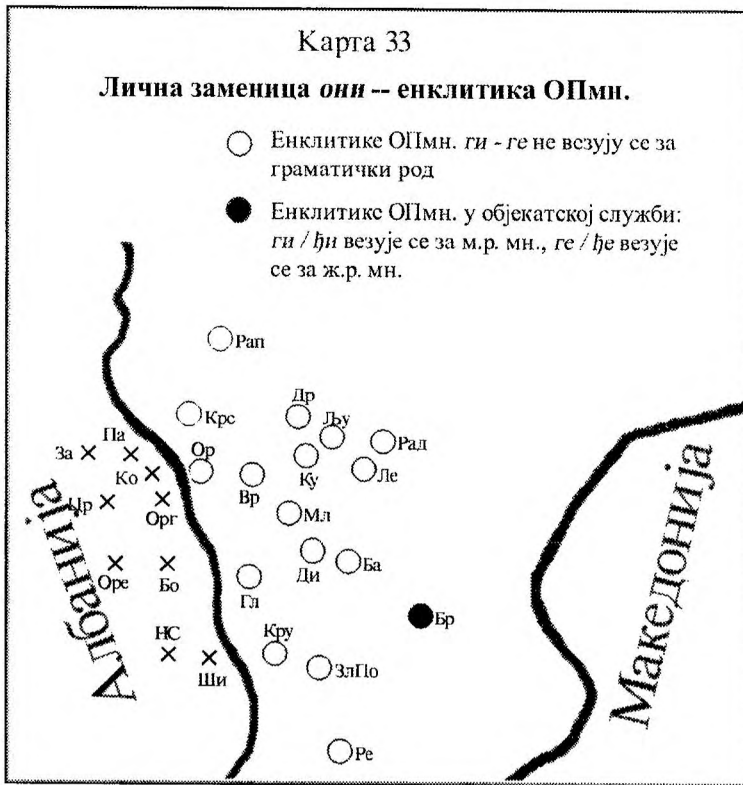 Карта 33
Лична заменица они -- енклитика ОПмн.
Енклитике ОПмн. ги - ге не везују се за
граматички род
Енклитике ОПмн. у објекатској служби:
ги / ђи везује се за м.р. мн., ге / ђе везује
се за ж.р. мн.
Рап
Крс
Др
Љу
Рад
Па
За
Ко
Ор
Вр
Ку
Ле
Цр
Орг
Мл
Оре
Бо
Гл
Ди
Ба
Бр
НС
Ши
Кру
ЗлПо
Ре
Албанија
Македонија